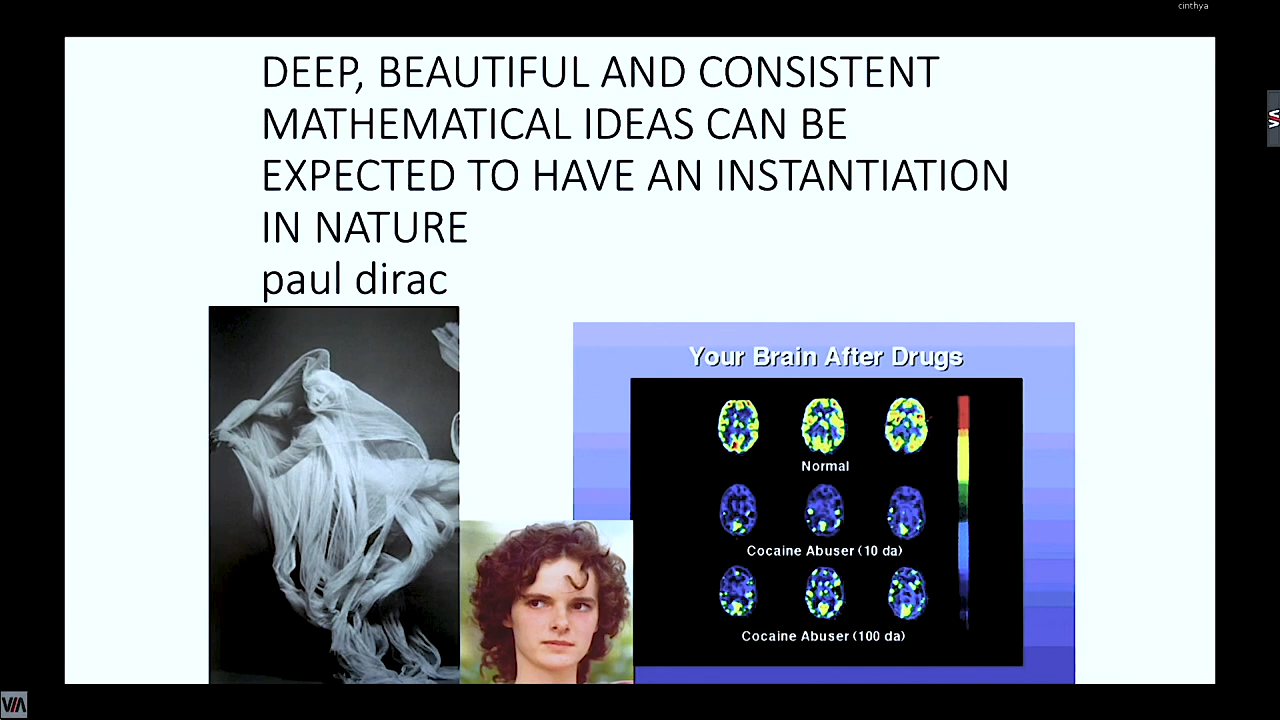 cinthya
DEEP, BEAUTIFUL AND CONSISTENT
MATHEMATICAL IDEAS CAN BE
EXPECTED TO HAVE AN INSTANTIATION
IN NATURE
paul dirac
Your Brain After Drugs
Normal
Cocaine Abuser (10 da)
Cocaine Abuser (100 da)
VIA
VIA